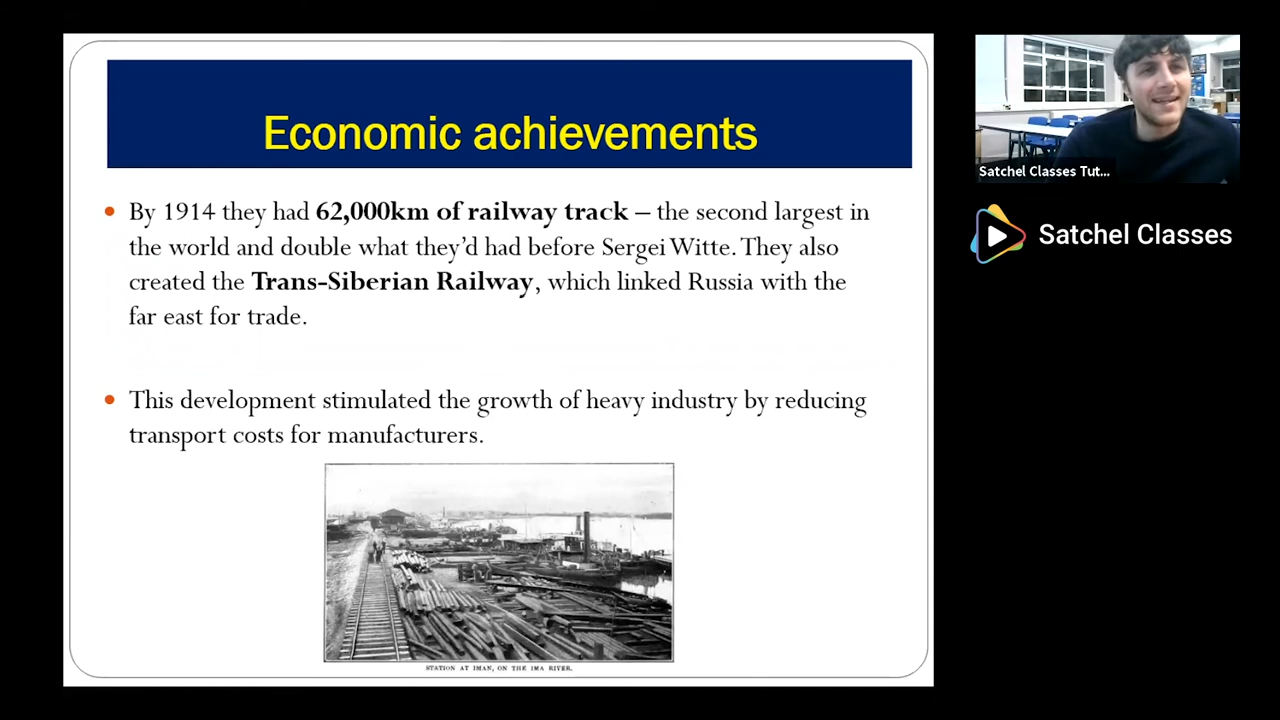 Economic achievements
By 1914 they had 62,000km of railway track – the second largest in
the world and double what they'd had before Sergei Witte. They also
created the Trans-Siberian Railway, which linked Russia with the
far east for trade.
This development stimulated the growth of heavy industry by reducing
transport costs for manufacturers.
STATION AT IMAN, ON THE IMA RIVER.
Satchel Classes Tut...
Satchel Classes